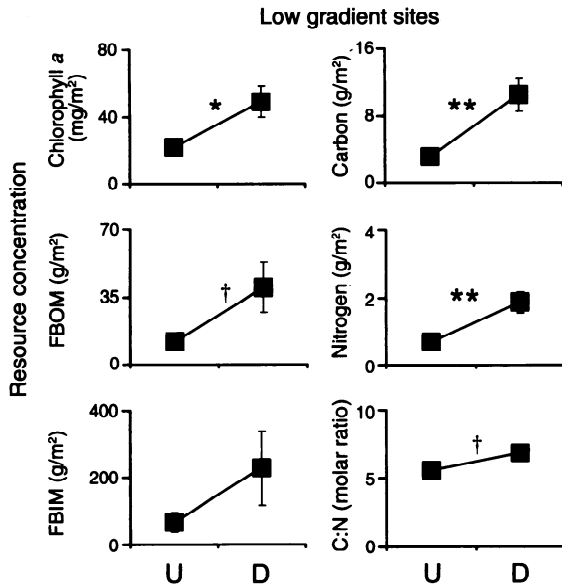 Low gradient sites
Resource concentration
Chlorophyll a
(mg/m²)
80
40
0
*
Carbon (g/m²)
16
8
0
**
FBOM (g/m²)
70
35
0
†
Nitrogen (g/m²)
4
2
0
**
FBIM (g/m²)
400
200
0
U
D
C:N (molar ratio)
10
5
0
†
U
D